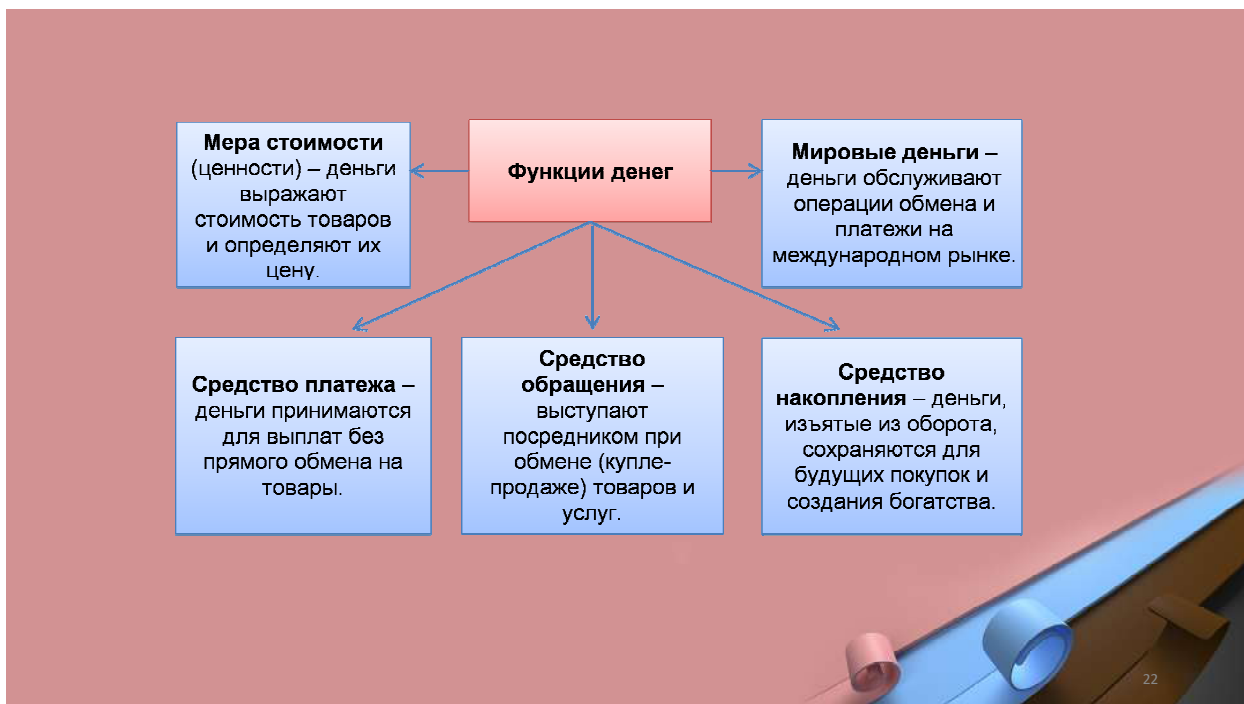 Мера стоимости
(ценности) – деньги
выражают
стоимость товаров
и определяют их
цену.
Функции денег
Мировые деньги –
деньги обслуживают
операции обмена и
платежи на
международном рынке.
Средство платежа –
деньги принимаются
для выплат без
прямого обмена на
товары.
Средство
обращения –
выступают
посредником при
обмене (купле-
продаже) товаров и
услуг.
Средство
накопления – деньги,
изъятые из оборота,
сохраняются для
будущих покупок и
создания богатства.
22